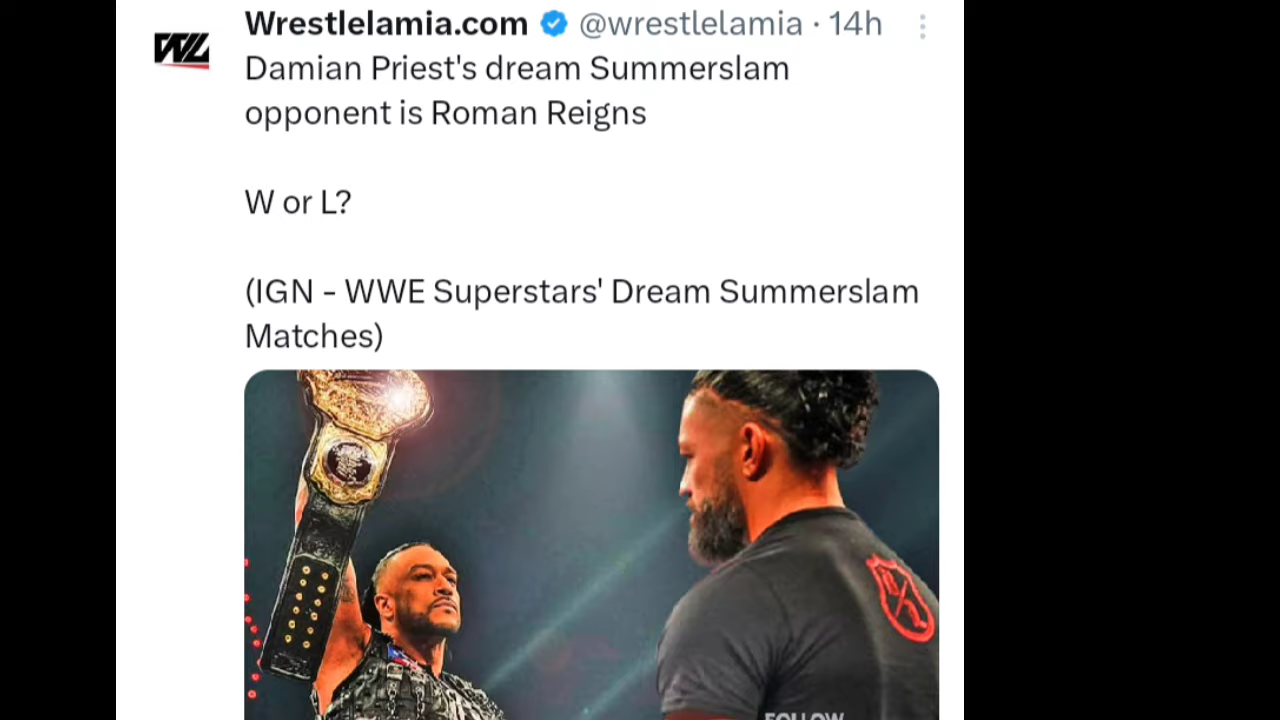 Wrestlelamia.com @wrestlelamia · 14h
Damian Priest's dream Summerslam
opponent is Roman Reigns
W or L?
(IGN - WWE Superstars' Dream Summerslam
Matches)
FOLLOW